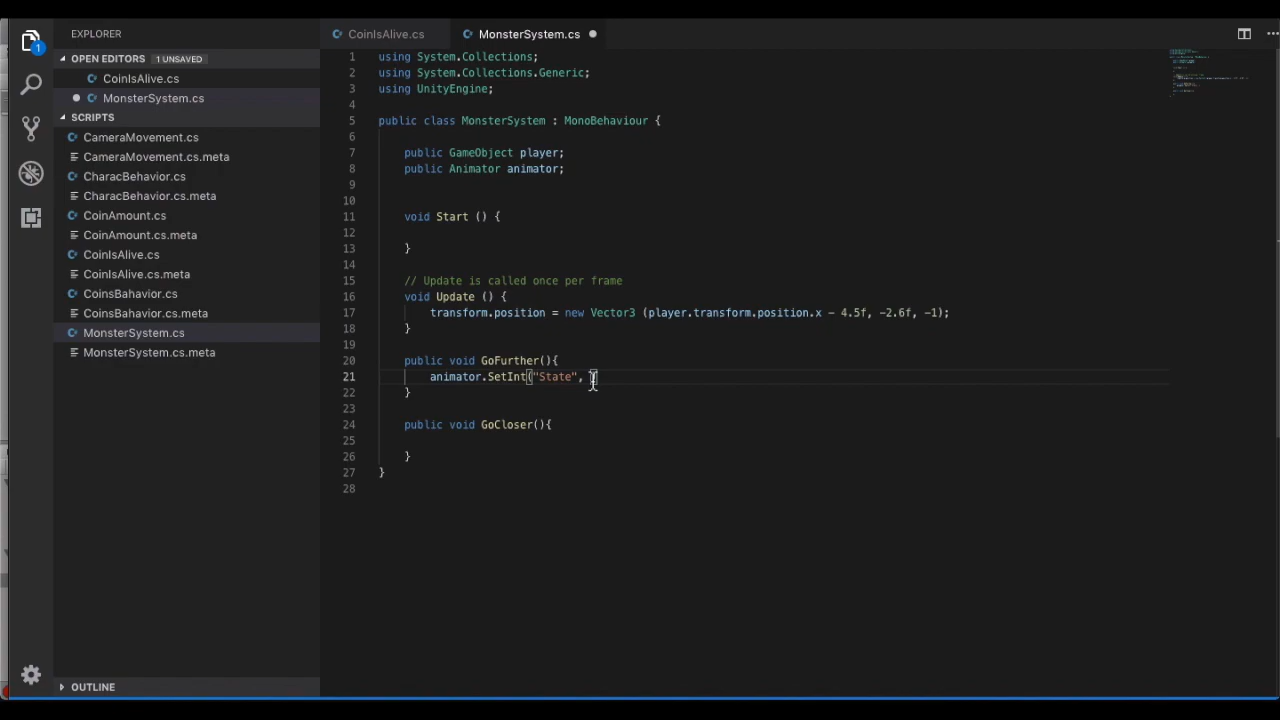 EXPLORER
OPEN EDITORS 1 UNSAVED
CoinIsAlive.cs
MonsterSystem.cs
SCRIPTS
CameraMovement.cs
CameraMovement.cs.meta
CharacBehavior.cs
CharacBehavior.cs.meta
CoinAmount.cs
CoinAmount.cs.meta
CoinIsAlive.cs
CoinIsAlive.cs.meta
CoinsBahavior.cs
CoinsBahavior.cs.meta
MonsterSystem.cs
MonsterSystem.cs.meta
OUTLINE
1
CoinIsAlive.cs MonsterSystem.cs
1 using System.Collections;
2 using System.Collections.Generic;
3 using UnityEngine;
4
5 public class MonsterSystem : MonoBehaviour {
6
7 public GameObject player;
8 public Animator animator;
9
10
11 void Start () {
12
13 }
14
15 // Update is called once per frame
16 void Update () {
17 transform.position = new Vector3 (player.transform.position.x - 4.5f, -2.6f, -1);
18 }
19
20 public void GoFurther(){
21 animator.SetInt("State", )
22 }
23
24 public void GoCloser(){
25
26 }
27 }
28